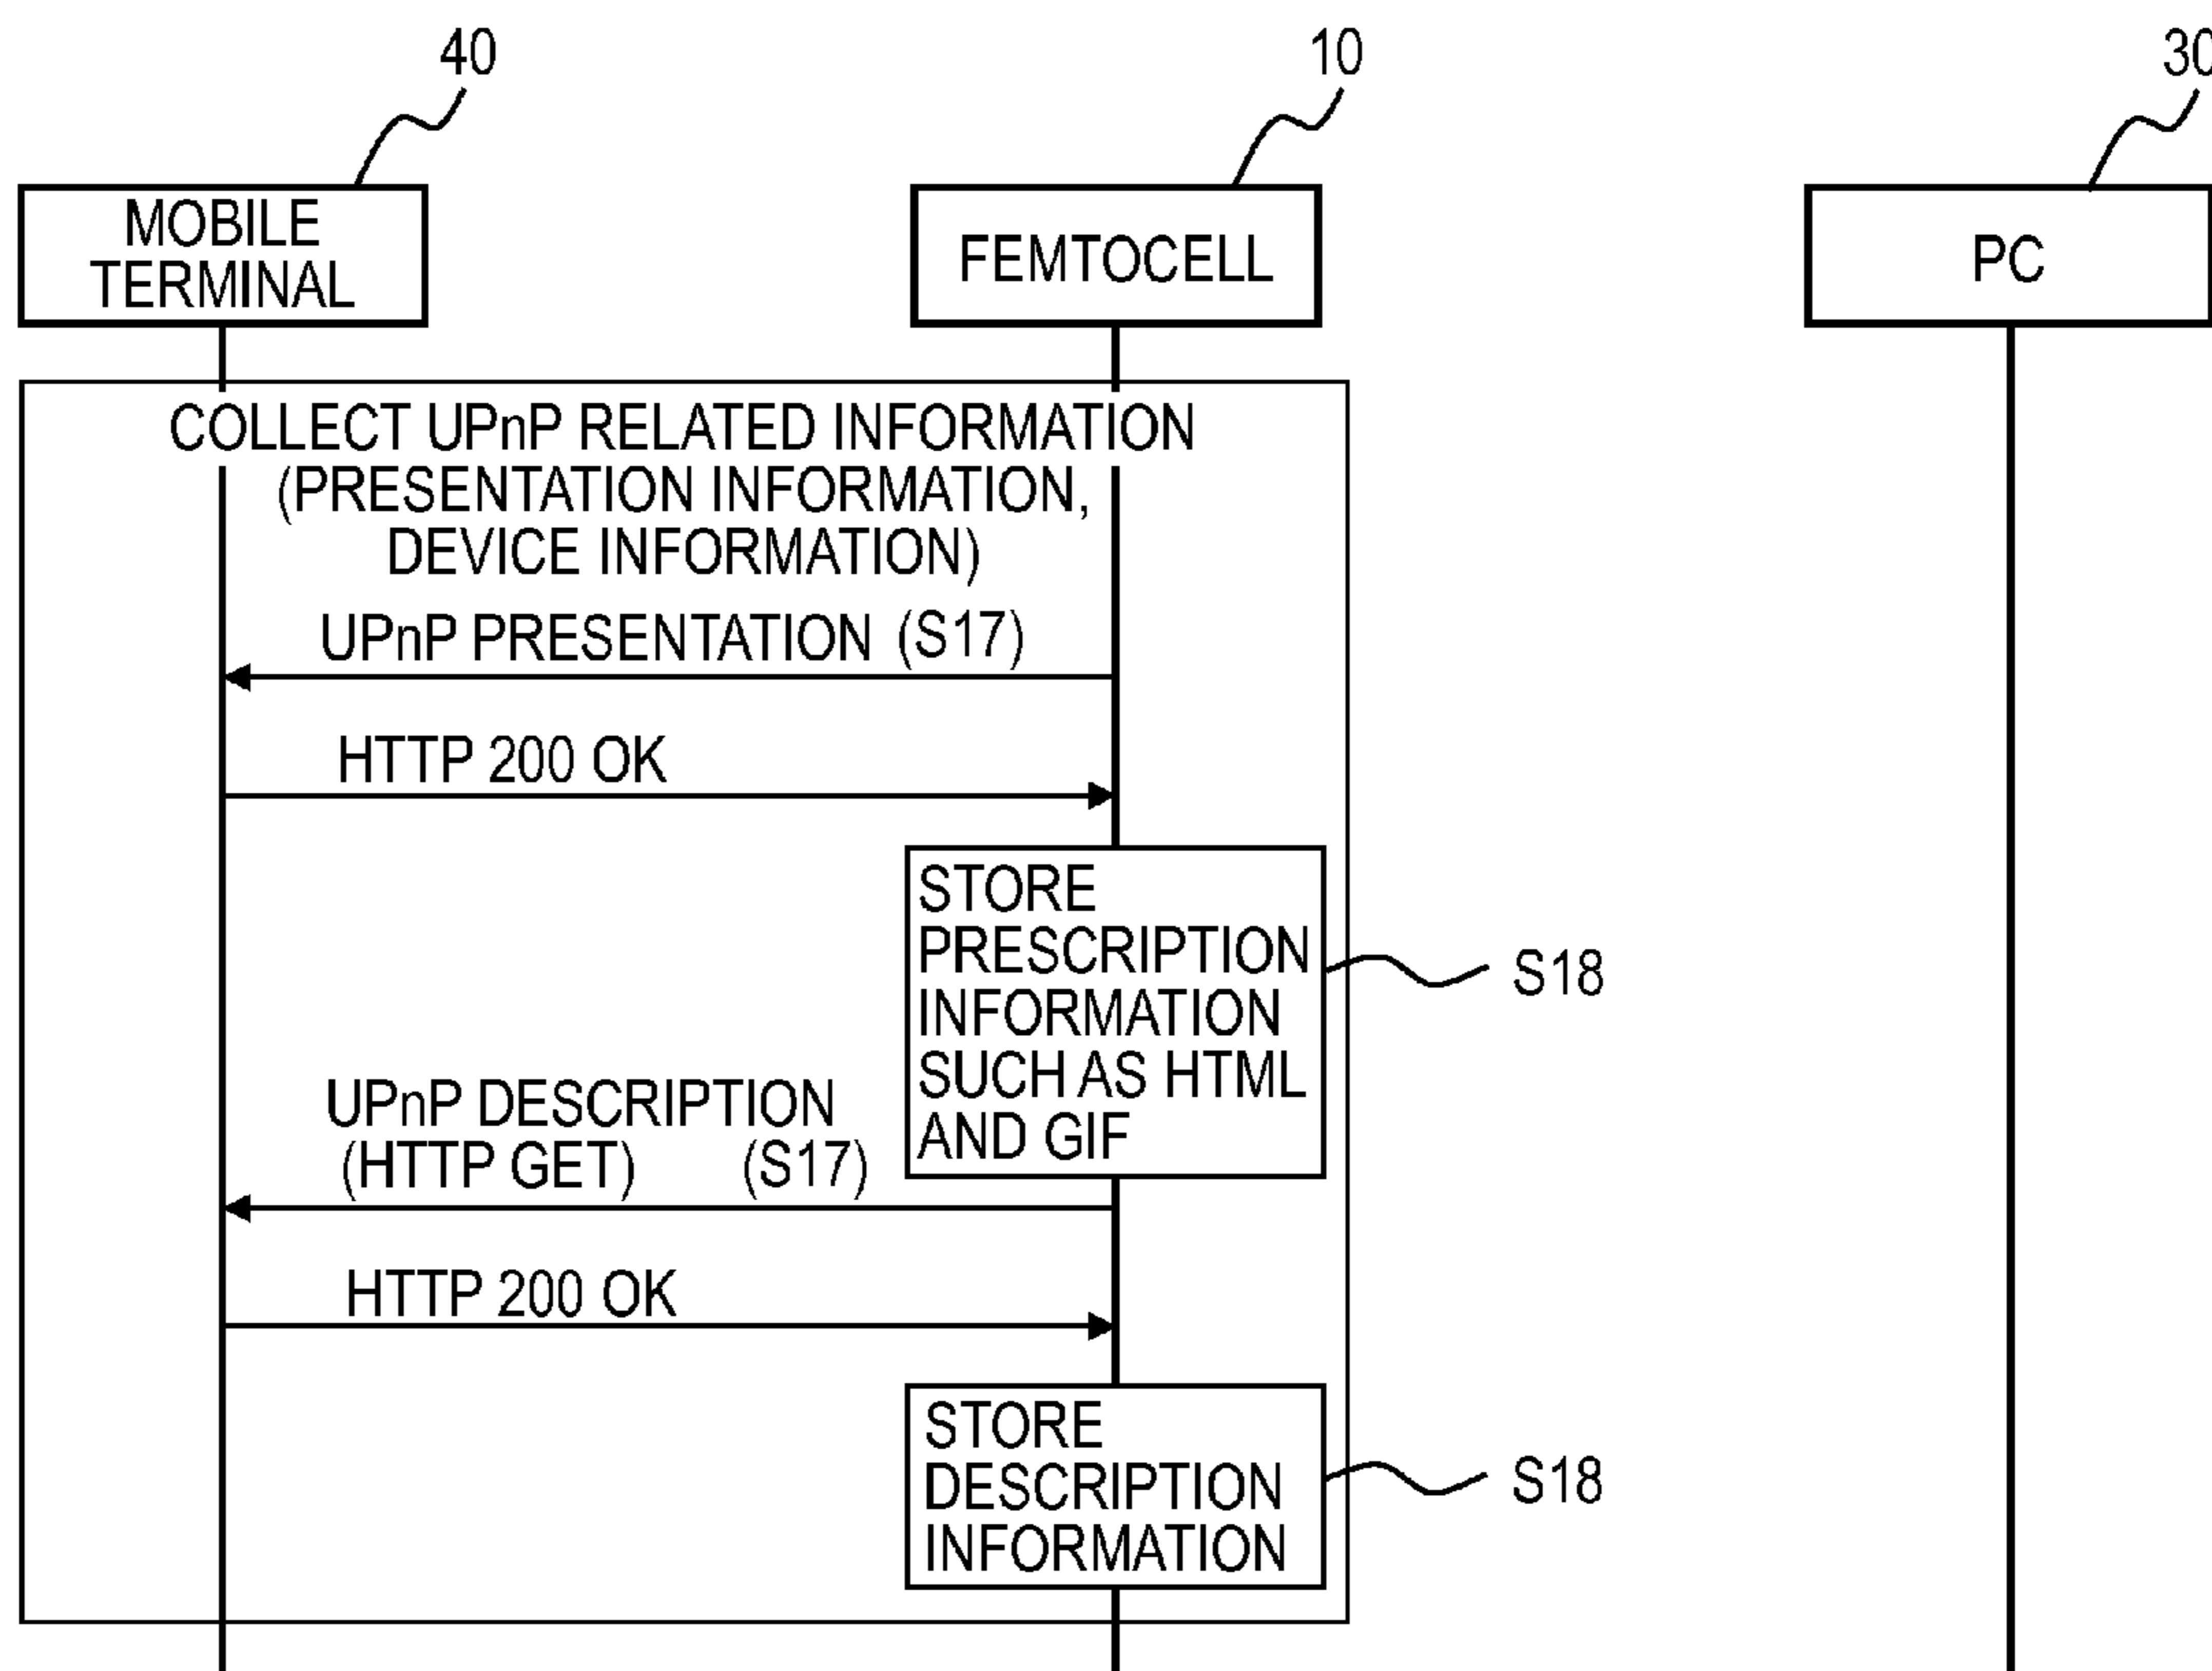 40
10
30
MOBILE
TERMINAL
FEMTOCELL
PC
COLLECT UPnP RELATED INFORMATION
(PRESENTATION INFORMATION,
DEVICE INFORMATION)
UPnP PRESENTATION (S17)
HTTP 200 OK
STORE
PRESCRIPTION
INFORMATION
SUCH AS HTML
AND GIF
S18
UPnP DESCRIPTION
(HTTP GET) (S17)
HTTP 200 OK
STORE
DESCRIPTION
INFORMATION
S18